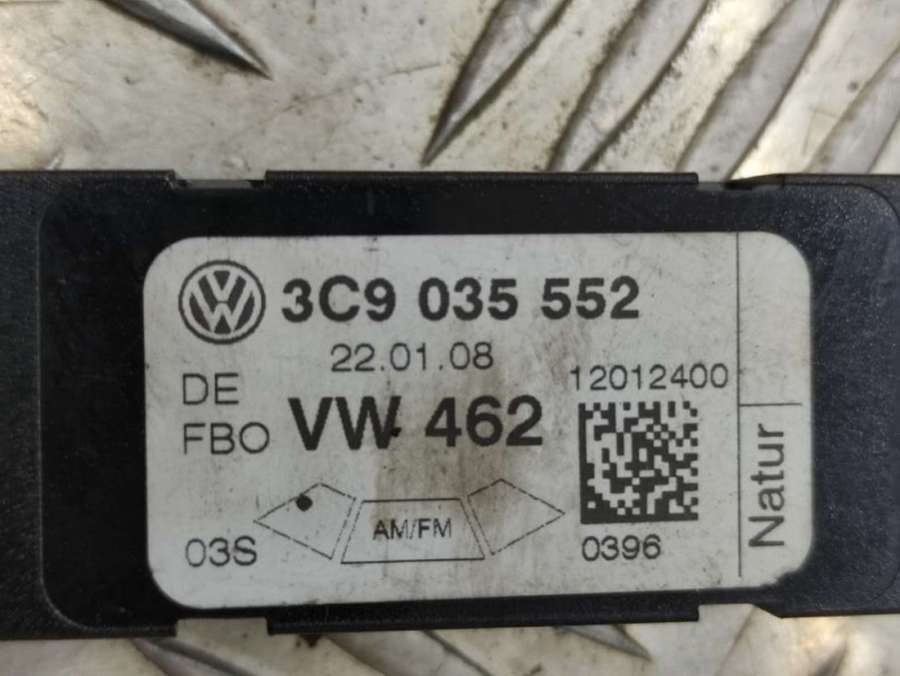 3C9 035 552
22.01.08
DE
FBO
VW 462
12012400
03S
AM/FM
0396
Natur